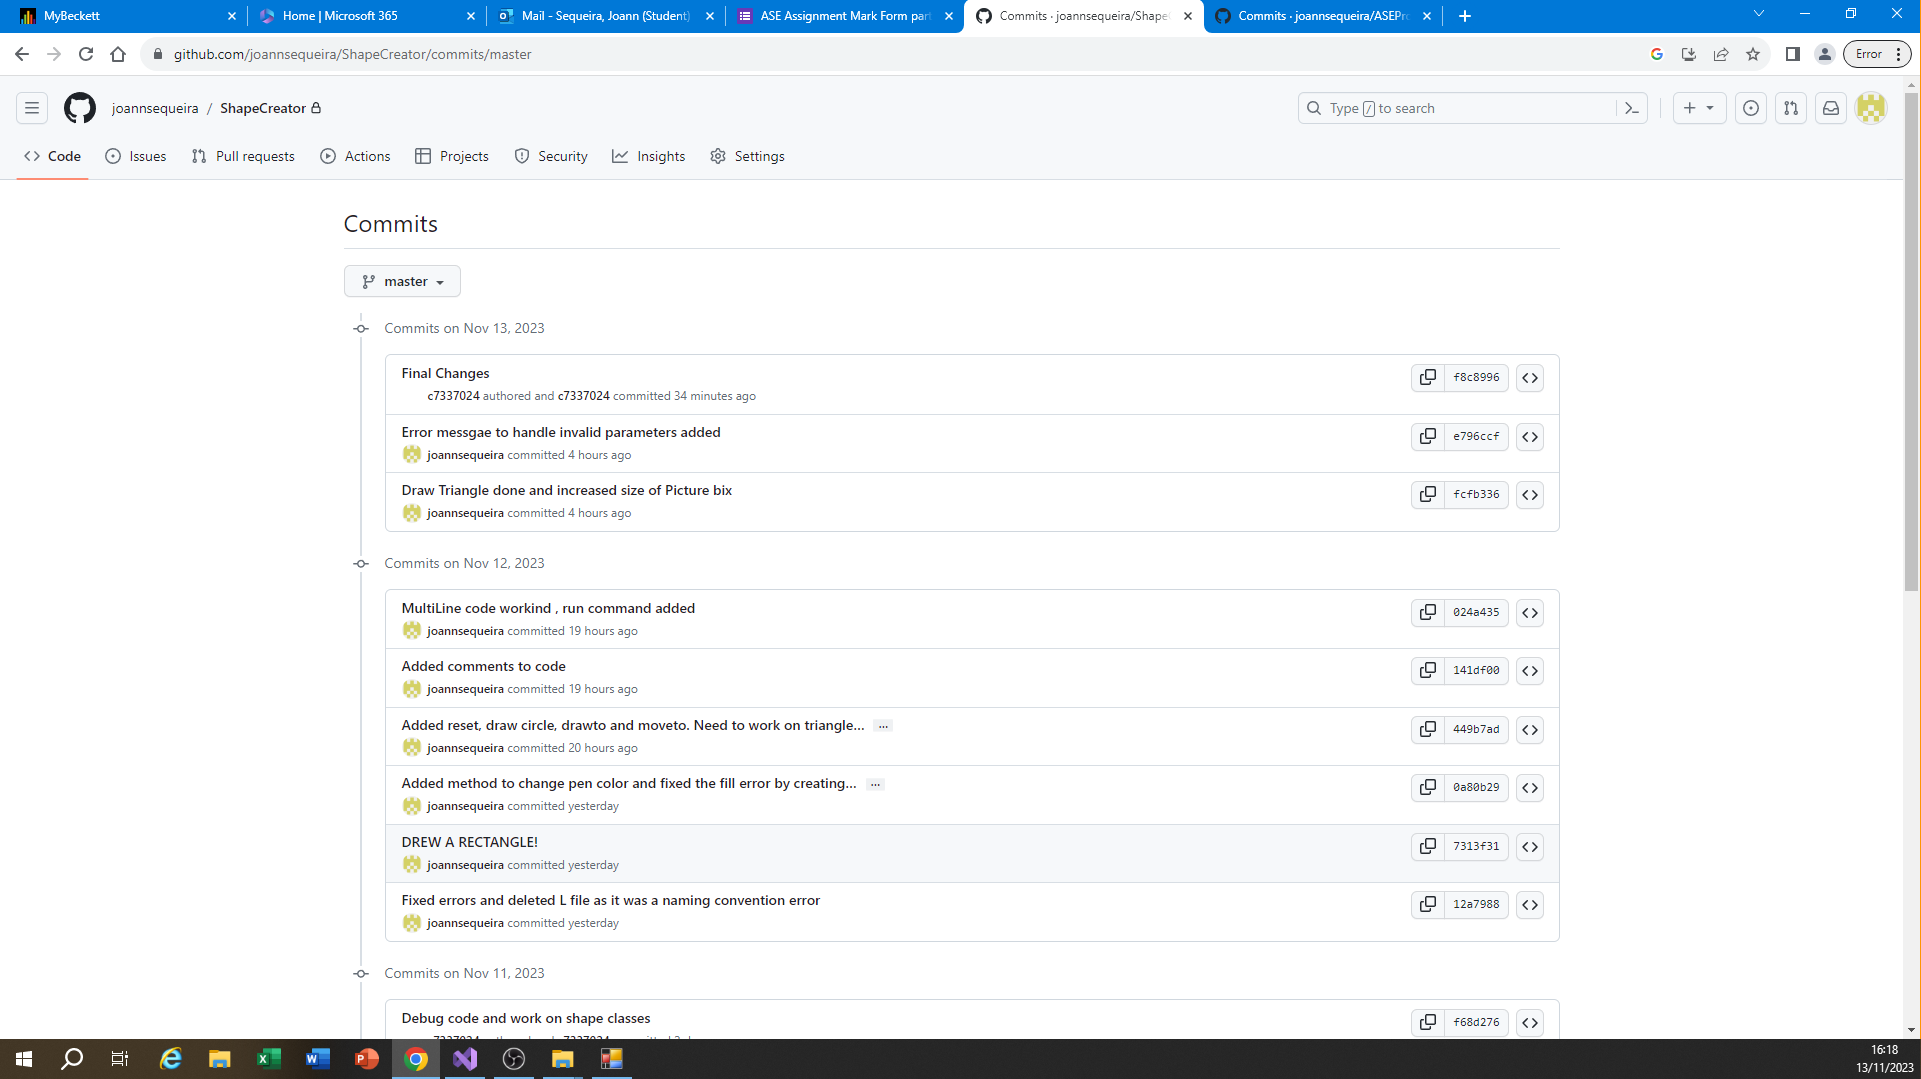 MyBeckett
Home | Microsoft 365
Mail - Sequeira, Joann (Student)
ASE Assignment Mark Form part
Commits · joannsequeira/Shape
Commits · joannsequeira/ASEPr
github.com/joannsequeira/ShapeCreator/commits/master
Error
joannsequeira / ShapeCreator
Type / to search
Code
Issues
Pull requests
Actions
Projects
Security
Insights
Settings
Commits
master
Commits on Nov 13, 2023
Final Changes
f8c8996
c7337024 authored and c7337024 committed 34 minutes ago
Error messgae to handle invalid parameters added
e796ccf
joannsequeira committed 4 hours ago
Draw Triangle done and increased size of Picture bix
fcfb336
joannsequeira committed 4 hours ago
Commits on Nov 12, 2023
MultiLine code workind , run command added
024a435
joannsequeira committed 19 hours ago
Added comments to code
141df00
joannsequeira committed 19 hours ago
Added reset, draw circle, drawto and moveto. Need to work on triangle... …
449b7ad
joannsequeira committed 20 hours ago
Added method to change pen color and fixed the fill error by creating... …
0a80b29
joannsequeira committed yesterday
DREW A RECTANGLE!
7313f31
joannsequeira committed yesterday
Fixed errors and deleted L file as it was a naming convention error
12a7988
joannsequeira committed yesterday
Commits on Nov 11, 2023
Debug code and work on shape classes
f68d276
16:18
13/11/2023